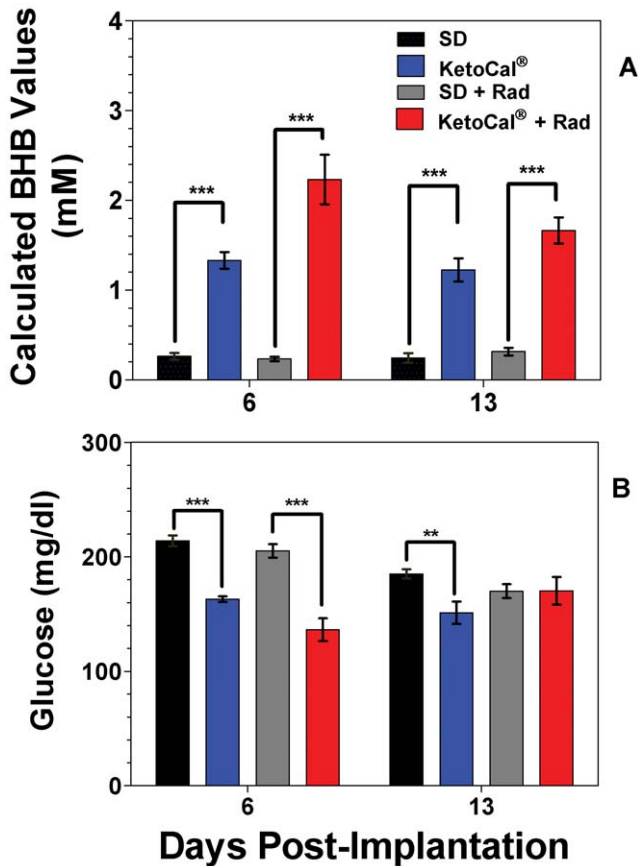 Calculated BHB Values
(mM)
4
3
2
1
0
SD
KetoCal®
SD + Rad
KetoCal® + Rad
A
***
***
***
***
6
13
Glucose (mg/dl)
300
200
100
0
B
***
***
**
6
13
Days Post-Implantation